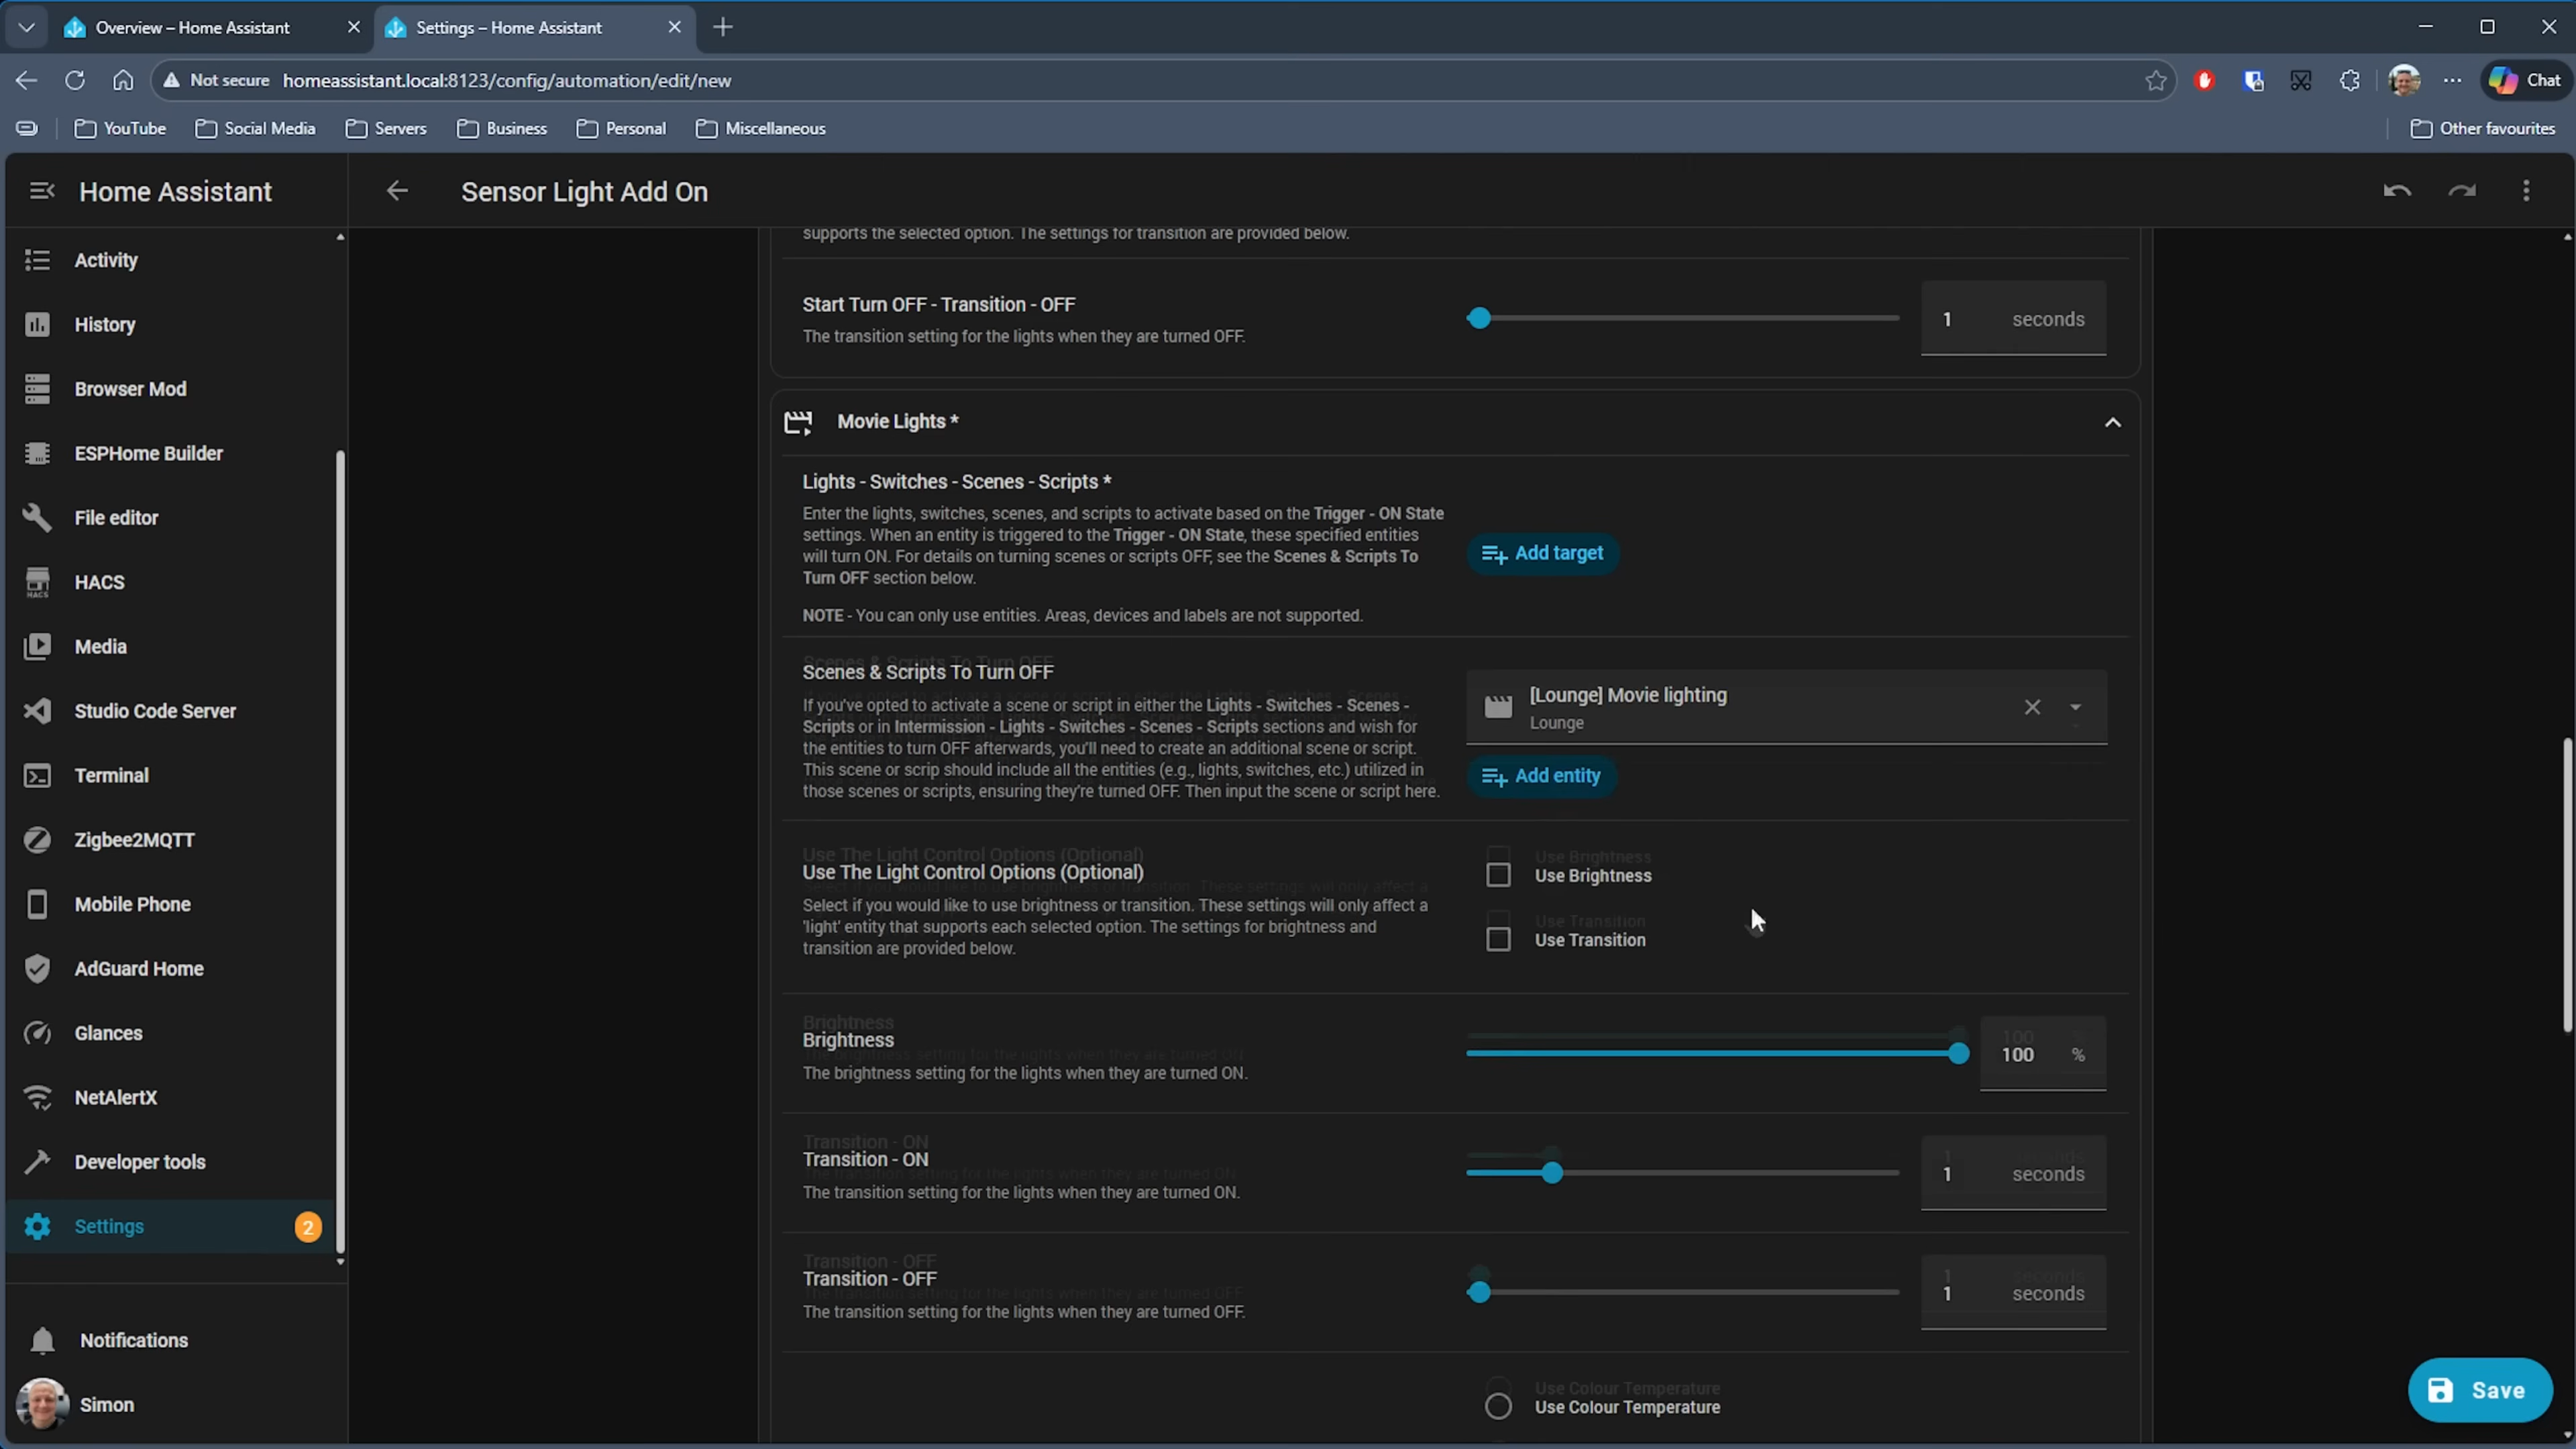 Overview – Home Assistant
Settings – Home Assistant
Not secure homeassistant.local:8123/config/automation/edit/new
Chat
YouTube
Social Media
Servers
Business
Personal
Miscellaneous
Other favourites
Home Assistant
Sensor Light Add On
Activity
History
Browser Mod
ESPHome Builder
File editor
HACS
HACS
Media
Studio Code Server
Terminal
Zigbee2MQTT
Mobile Phone
AdGuard Home
Glances
NetAlertX
Developer tools
Settings 2
Notifications
Simon
supports the selected option. The settings for transition are provided below.
Start Turn OFF - Transition - OFF
The transition setting for the lights when they are turned OFF.
1 seconds
Movie Lights *
Lights - Switches - Scenes - Scripts *
Enter the lights, switches, scenes, and scripts to activate based on the Trigger - ON State
settings. When an entity is triggered to the Trigger - ON State, these specified entities
will turn ON. For details on turning scenes or scripts OFF, see the Scenes & Scripts To
Turn OFF section below.
NOTE - You can only use entities. Areas, devices and labels are not supported.
Add target
Scenes & Scripts To Turn OFF
If you've opted to activate a scene or script in either the Lights - Switches - Scenes -
Scripts or in Intermission - Lights - Switches - Scenes - Scripts sections and wish for
the entities to turn OFF afterwards, you'll need to create an additional scene or script.
This scene or scrip should include all the entities (e.g., lights, switches, etc.) utilized in
those scenes or scripts, ensuring they're turned OFF. Then input the scene or script here.
[Lounge] Movie lighting
Lounge
Add entity
Use The Light Control Options (Optional)
Select if you would like to use brightness or transition. These settings will only affect a
'light' entity that supports each selected option. The settings for brightness and
transition are provided below.
Use Brightness
Use Transition
Brightness
The brightness setting for the lights when they are turned ON.
100 %
Transition - ON
The transition setting for the lights when they are turned ON.
1 seconds
Transition - OFF
The transition setting for the lights when they are turned OFF.
1 seconds
Use Colour Temperature
Save